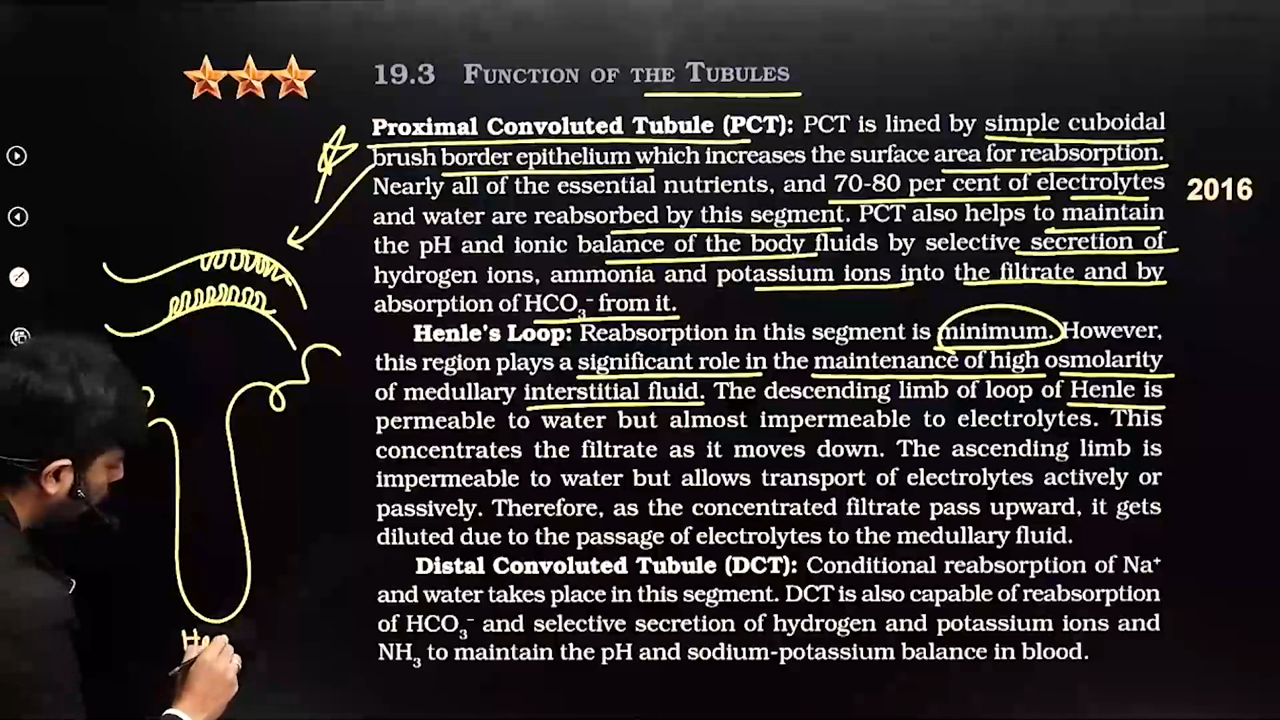 19.3 FUNCTION OF THE TUBULES
Proximal Convoluted Tubule (PCT): PCT is lined by simple cuboidal
brush border epithelium which increases the surface area for reabsorption.
Nearly all of the essential nutrients, and 70-80 per cent of electrolytes
2016
and water are reabsorbed by this segment. PCT also helps to maintain
the pH and ionic balance of the body fluids by selective secretion of
hydrogen ions, ammonia and potassium ions into the filtrate and by
absorption of HCO₃⁻ from it.
Henle's Loop: Reabsorption in this segment is minimum. However,
this region plays a significant role in the maintenance of high osmolarity
of medullary interstitial fluid. The descending limb of loop of Henle is
permeable to water but almost impermeable to electrolytes. This
concentrates the filtrate as it moves down. The ascending limb is
impermeable to water but allows transport of electrolytes actively or
passively. Therefore, as the concentrated filtrate pass upward, it gets
diluted due to the passage of electrolytes to the medullary fluid.
Distal Convoluted Tubule (DCT): Conditional reabsorption of Na⁺
and water takes place in this segment. DCT is also capable of reabsorption
of HCO₃⁻ and selective secretion of hydrogen and potassium ions and
NH₃ to maintain the pH and sodium-potassium balance in blood.